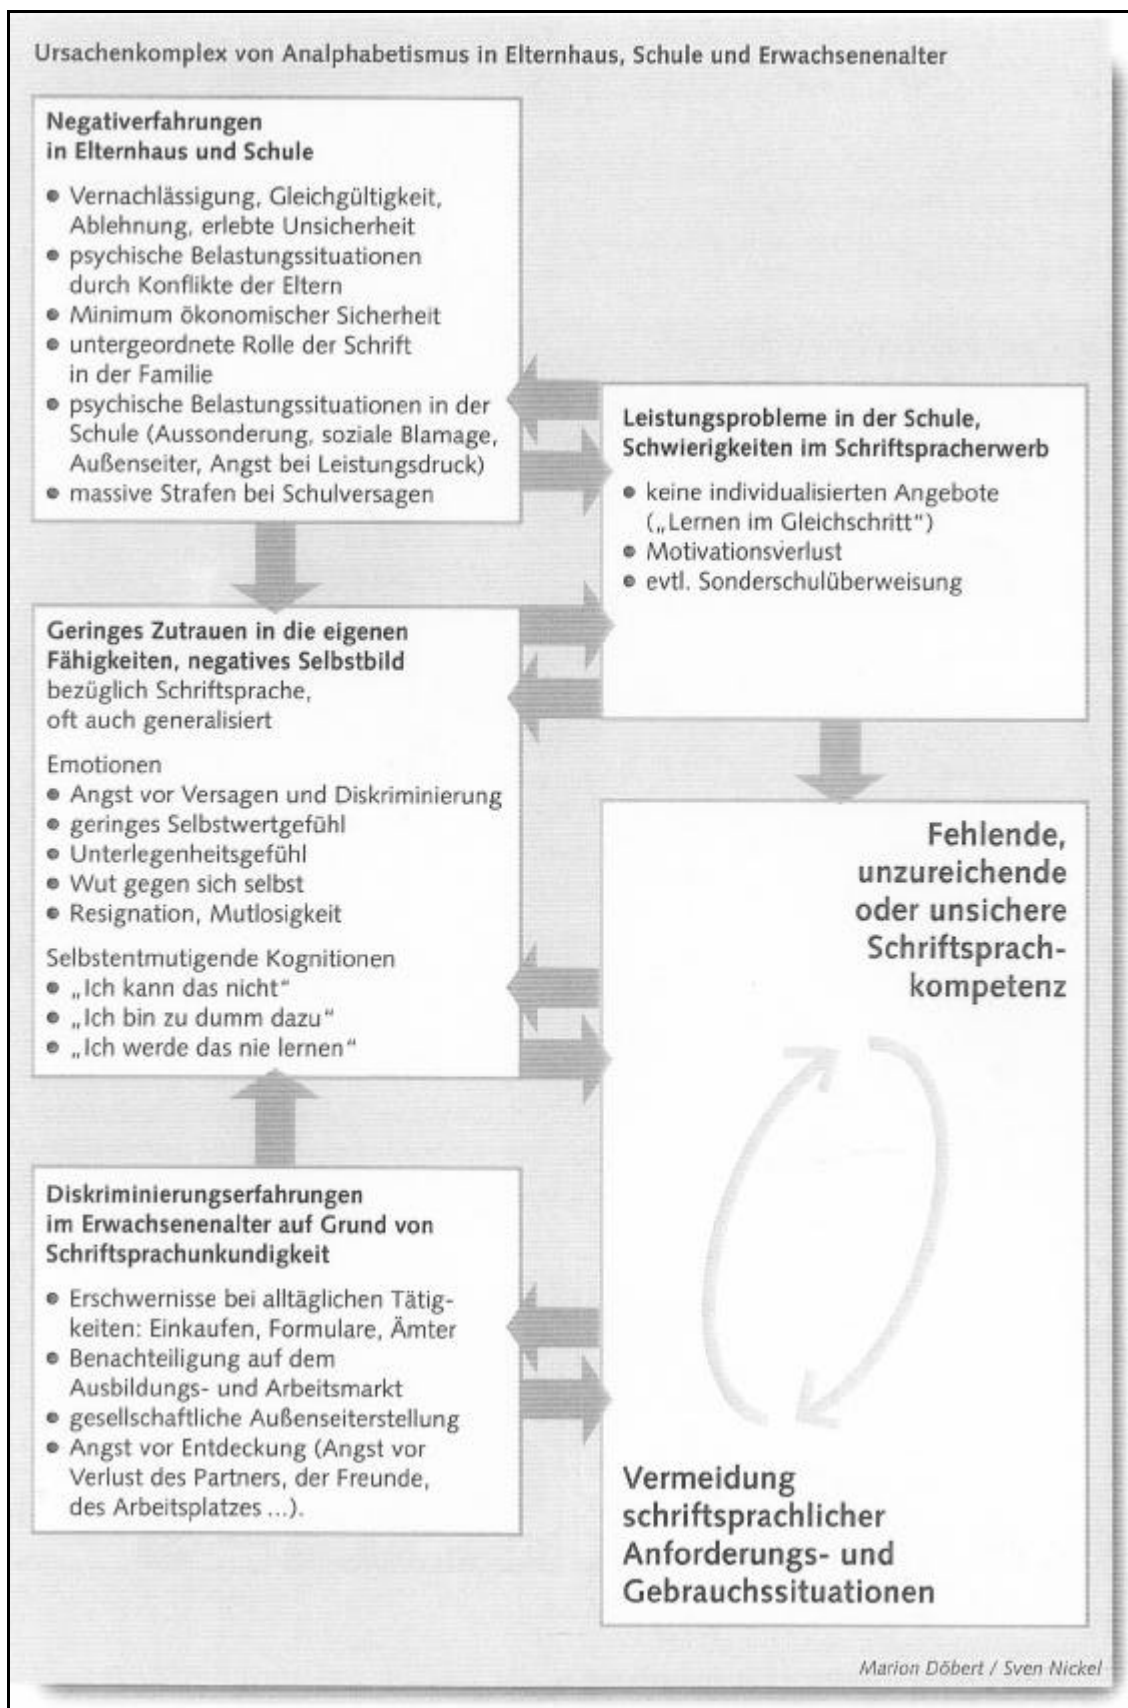 Ursachenkomplex von Analphabetismus in Elternhaus, Schule und Erwachsenenalter
Negativerfahrungen
in Elternhaus und Schule
• Vernachlässigung, Gleichgültigkeit,
Ablehnung, erlebte Unsicherheit
• psychische Belastungssituationen
durch Konflikte der Eltern
• Minimum ökonomischer Sicherheit
• untergeordnete Rolle der Schrift
in der Familie
• psychische Belastungssituationen in der
Schule (Aussonderung, soziale Blamage,
Außenseiter, Angst bei Leistungsdruck)
• massive Strafen bei Schulversagen
Leistungsprobleme in der Schule,
Schwierigkeiten im Schriftspracherwerb
• keine individualisierten Angebote
(„Lernen im Gleichschritt“)
• Motivationsverlust
• evtl. Sonderschulüberweisung
Geringes Zutrauen in die eigenen
Fähigkeiten, negatives Selbstbild
bezüglich Schriftsprache,
oft auch generalisiert
Emotionen
• Angst vor Versagen und Diskriminierung
• geringes Selbstwertgefühl
• Unterlegenheitsgefühl
• Wut gegen sich selbst
• Resignation, Mutlosigkeit
Selbstentmutigende Kognitionen
• „Ich kann das nicht“
• „Ich bin zu dumm dazu“
• „Ich werde das nie lernen“
Fehlende,
unzureichende
oder unsichere
Schriftsprach-
kompetenz
Diskriminierungserfahrungen
im Erwachsenenalter auf Grund von
Schriftsprachunkundigkeit
• Erschwernisse bei alltäglichen Tätig-
keiten: Einkaufen, Formulare, Ämter
• Benachteiligung auf dem
Ausbildungs- und Arbeitsmarkt
• gesellschaftliche Außenseiterstellung
• Angst vor Entdeckung (Angst vor
Verlust des Partners, der Freunde,
des Arbeitsplatzes ...).
Vermeidung
schriftsprachlicher
Anforderungs- und
Gebrauchssituationen
Marion Döbert / Sven Nickel